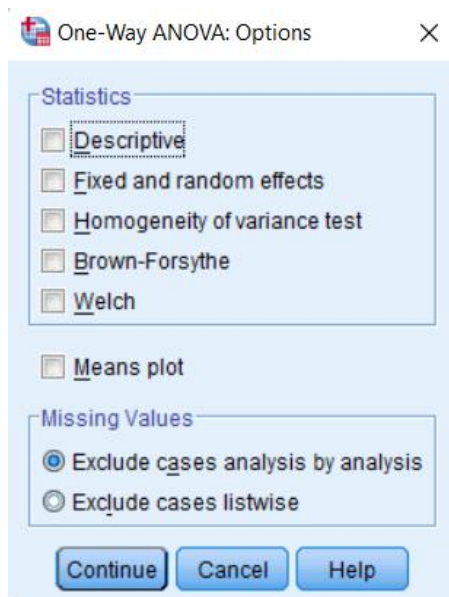 One-Way ANOVA: Options
Statistics
Descriptive
Fixed and random effects
Homogeneity of variance test
Brown-Forsythe
Welch
Means plot
Missing Values
Exclude cases analysis by analysis
Exclude cases listwise
Continue Cancel Help